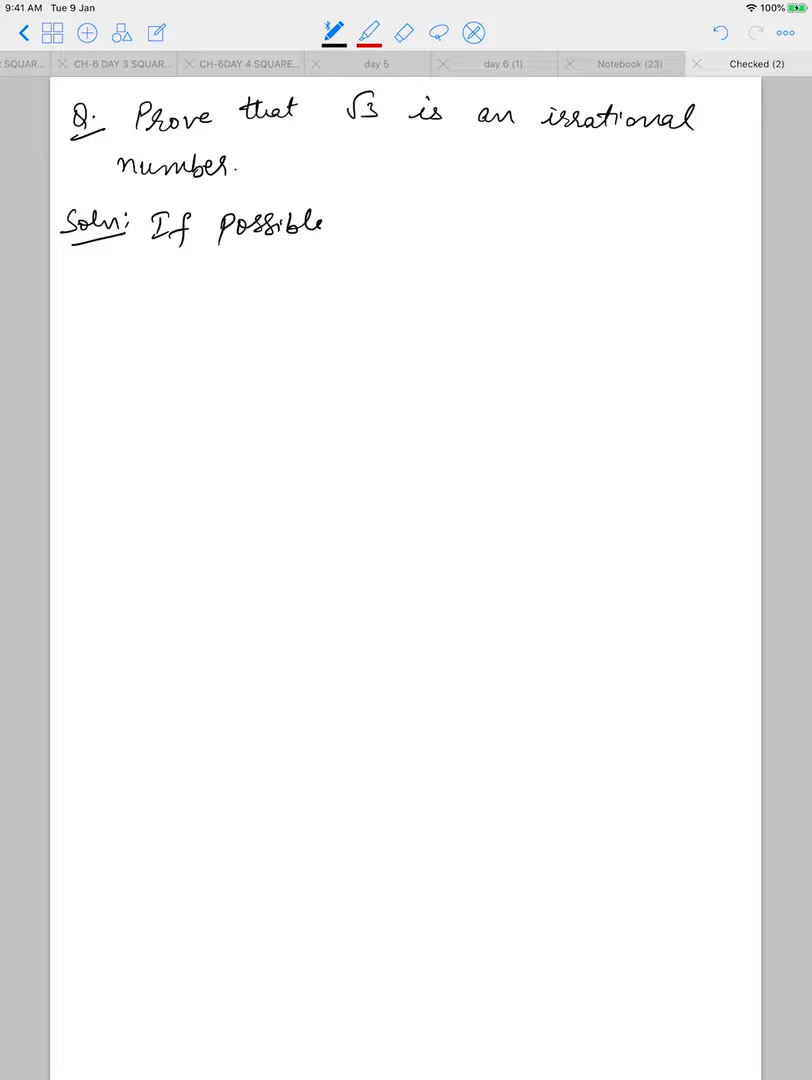 9:41 AM Tue 9 Jan 100%
SQUAR... CH-6 DAY 3 SQUAR... CH-6DAY 4 SQUARE... day 5 day 6 (1) Notebook (23) Checked (2)
Q. Prove that √3 is an irrational
number.
Soln: If possible